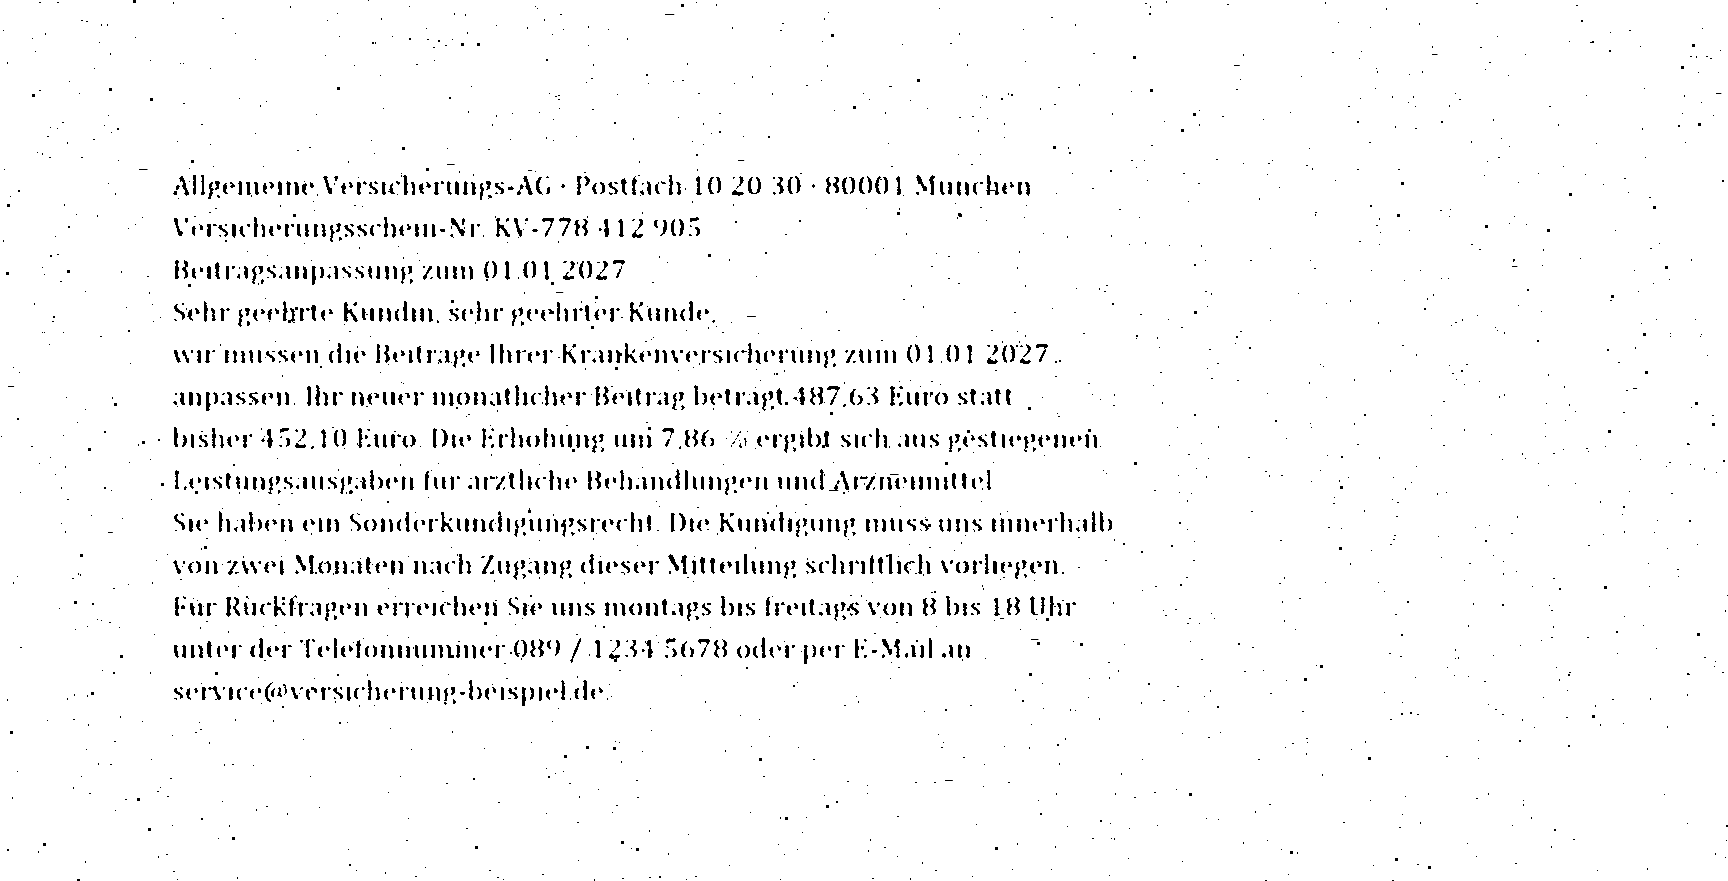 Allgemeine Versicherungs-AG · Postfach 10 20 30 · 80001 München
Versicherungsschein-Nr. KV-778 412 905
Beitragsanpassung zum 01.01.2027
Sehr geehrte Kundin, sehr geehrter Kunde,
wir müssen die Beiträge Ihrer Krankenversicherung zum 01.01.2027
anpassen. Ihr neuer monatlicher Beitrag beträgt 487,63 Euro statt
bisher 452,10 Euro. Die Erhöhung um 7,86 % ergibt sich aus gestiegenen
Leistungsausgaben für ärztliche Behandlungen und Arzneimittel.
Sie haben ein Sonderkündigungsrecht. Die Kündigung muss uns innerhalb
von zwei Monaten nach Zugang dieser Mitteilung schriftlich vorliegen.
Für Rückfragen erreichen Sie uns montags bis freitags von 8 bis 18 Uhr
unter der Telefonnummer 089 / 1234 5678 oder per E-Mail an
service@versicherung-beispiel.de.